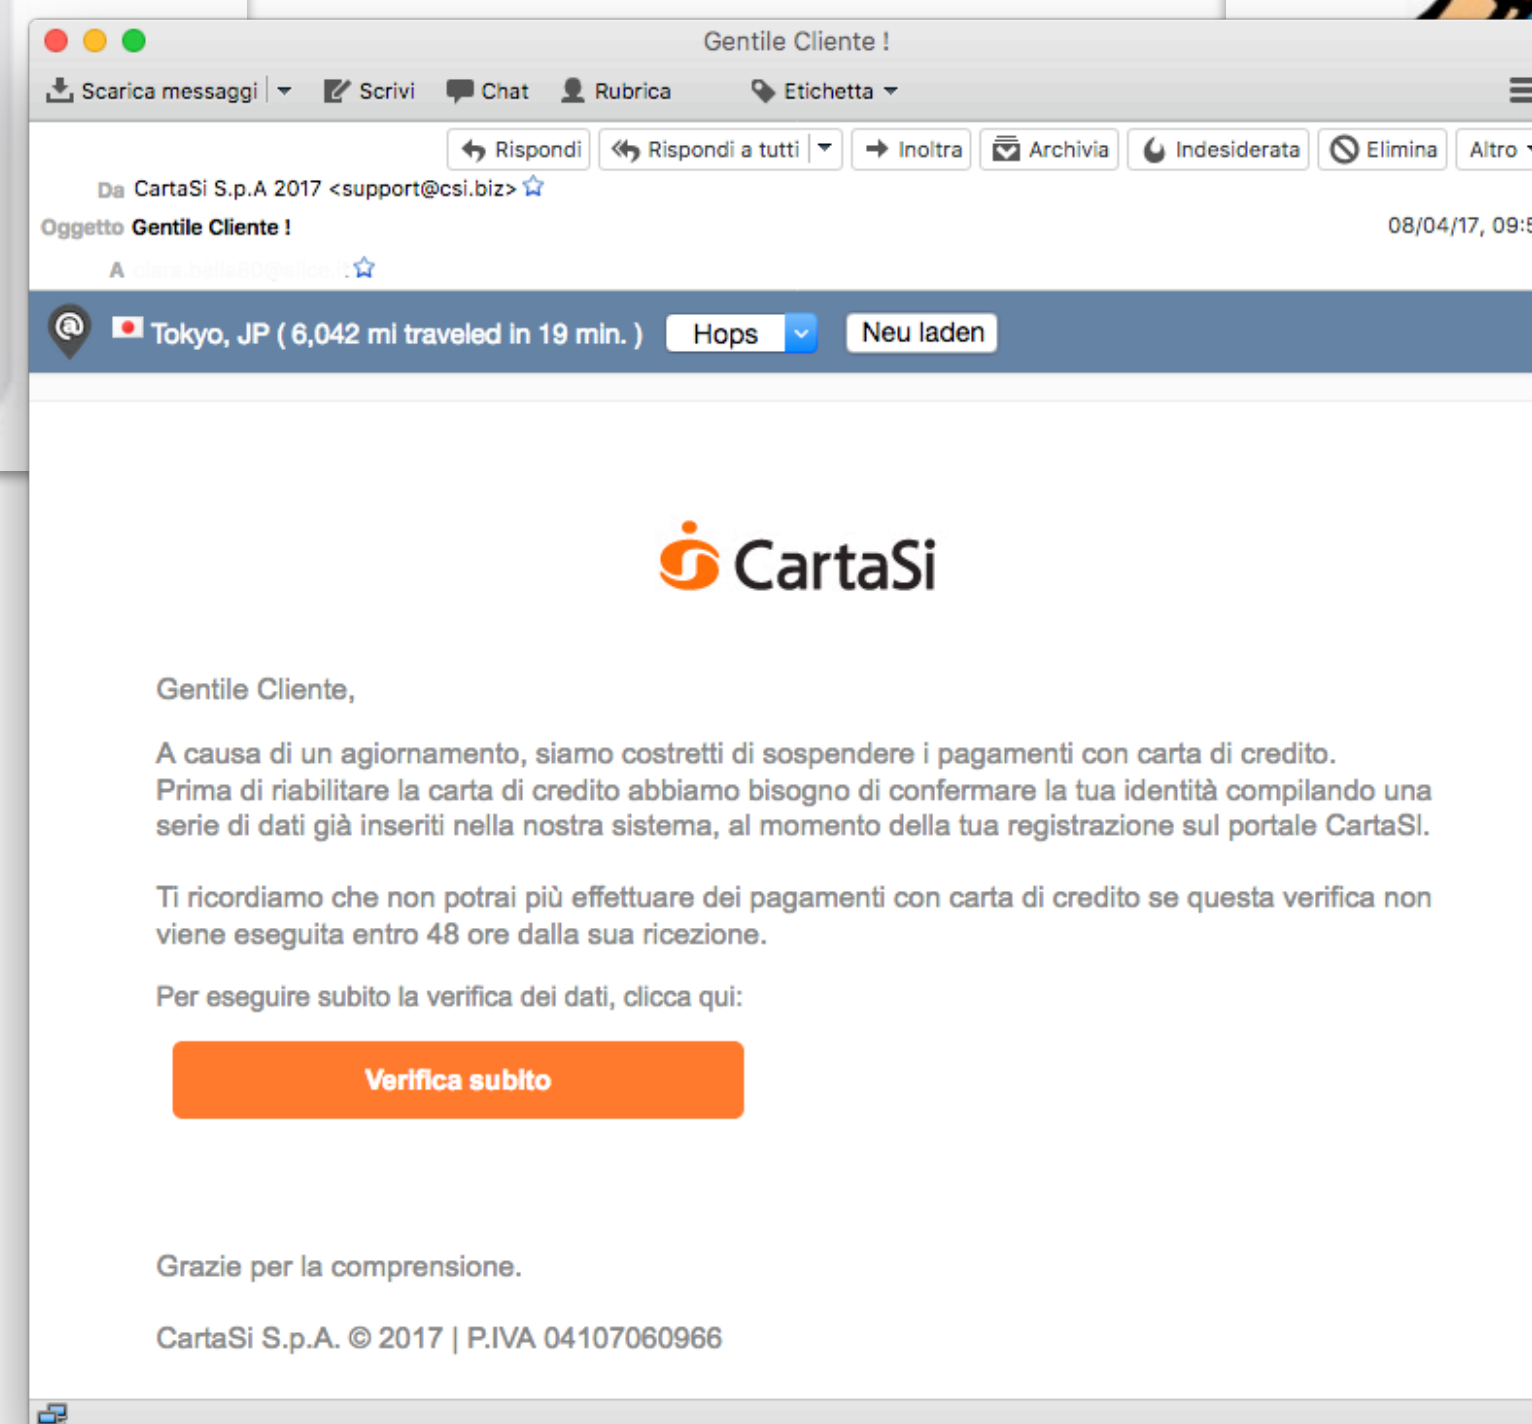 Gentile Cliente !
Scarica messaggi Scrivi Chat Rubrica Etichetta
Rispondi Rispondi a tutti Inoltra Archivia Indesiderata Elimina Altro
Da CartaSi S.p.A 2017 <support@csi.biz>
Oggetto Gentile Cliente ! 08/04/17, 09:5
A
Tokyo, JP ( 6,042 mi traveled in 19 min. ) Hops Neu laden
CartaSi
Gentile Cliente,
A causa di un agiornamento, siamo costretti di sospendere i pagamenti con carta di credito.
Prima di riabilitare la carta di credito abbiamo bisogno di confermare la tua identità compilando una
serie di dati già inseriti nella nostra sistema, al momento della tua registrazione sul portale CartaSI.
Ti ricordiamo che non potrai più effettuare dei pagamenti con carta di credito se questa verifica non
viene eseguita entro 48 ore dalla sua ricezione.
Per eseguire subito la verifica dei dati, clicca qui:
Verifica subito
Grazie per la comprensione.
CartaSi S.p.A. © 2017 | P.IVA 04107060966